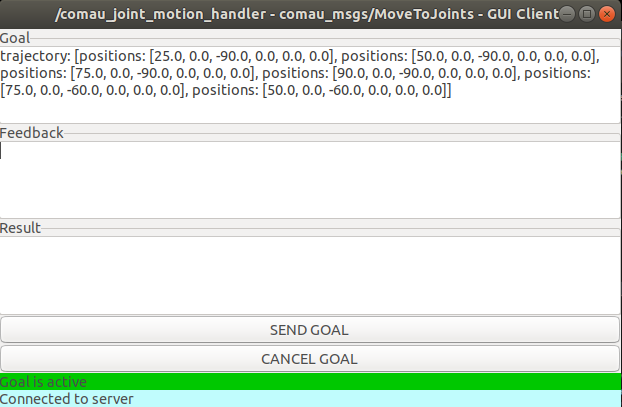 /comau_joint_motion_handler - comau_msgs/MoveToJoints - GUI Client
Goal
trajectory: [positions: [25.0, 0.0, -90.0, 0.0, 0.0, 0.0], positions: [50.0, 0.0, -90.0, 0.0, 0.0, 0.0],
positions: [75.0, 0.0, -90.0, 0.0, 0.0, 0.0], positions: [90.0, 0.0, -90.0, 0.0, 0.0, 0.0], positions:
[75.0, 0.0, -60.0, 0.0, 0.0, 0.0], positions: [50.0, 0.0, -60.0, 0.0, 0.0, 0.0]]
Feedback
Result
SEND GOAL
CANCEL GOAL
Goal is active
Connected to server